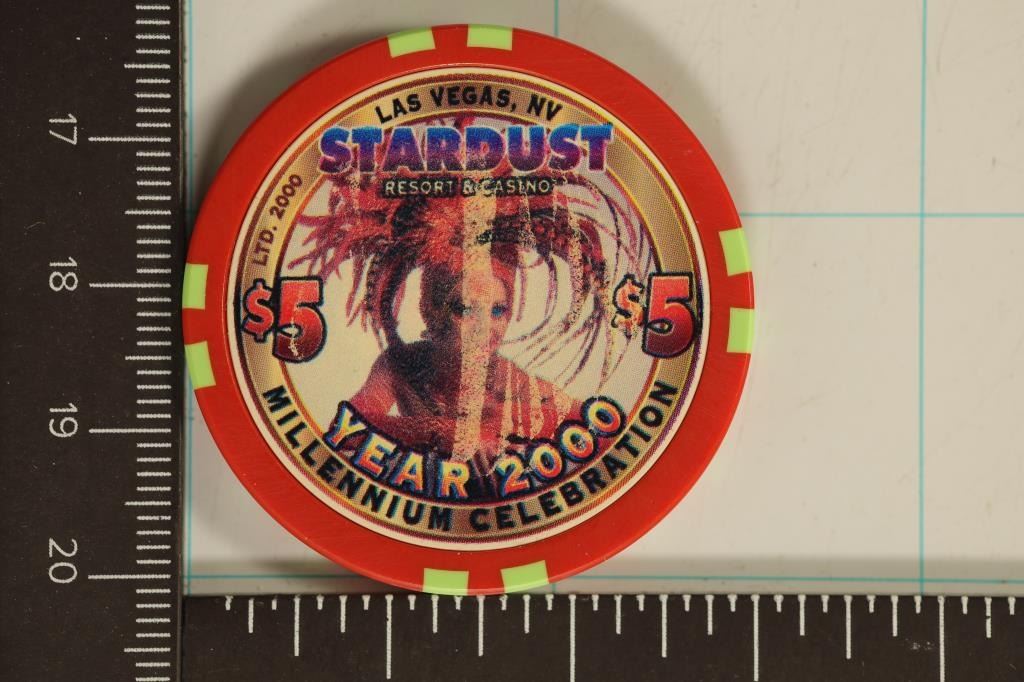 LAS VEGAS, NV
STARDUST
RESORT & CASINO
LTD. 2000
$5 $5
YEAR 2000
MILLENNIUM CELEBRATION
17
18
19
20